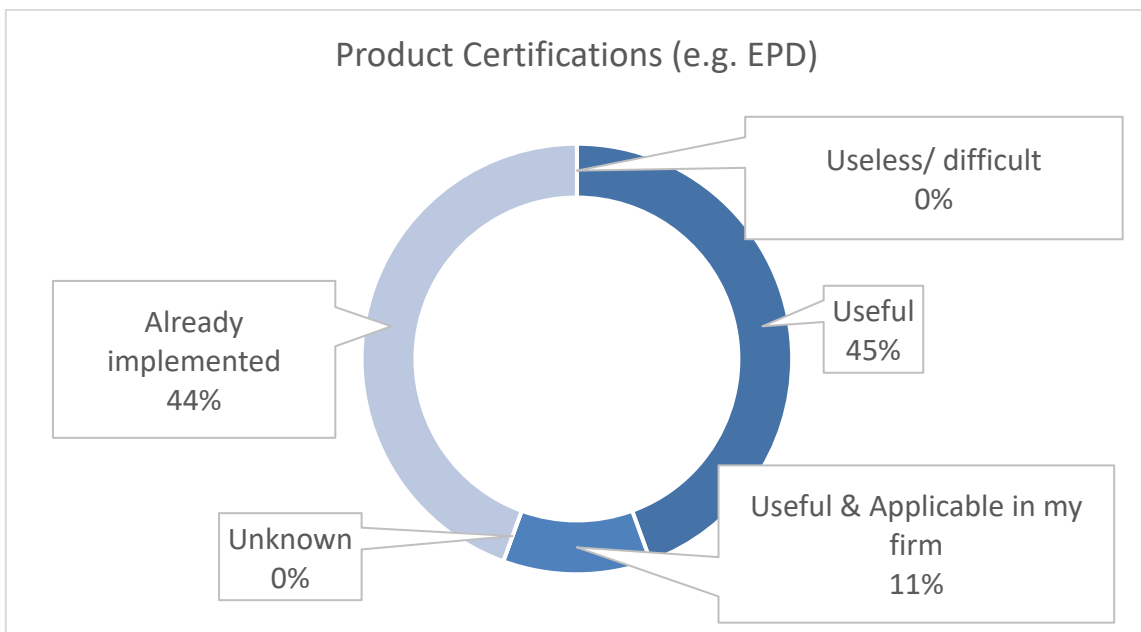 Product Certifications (e.g. EPD)
Useless/ difficult
0%
Useful
45%
Already
implemented
44%
Useful & Applicable in my
firm
11%
Unknown
0%